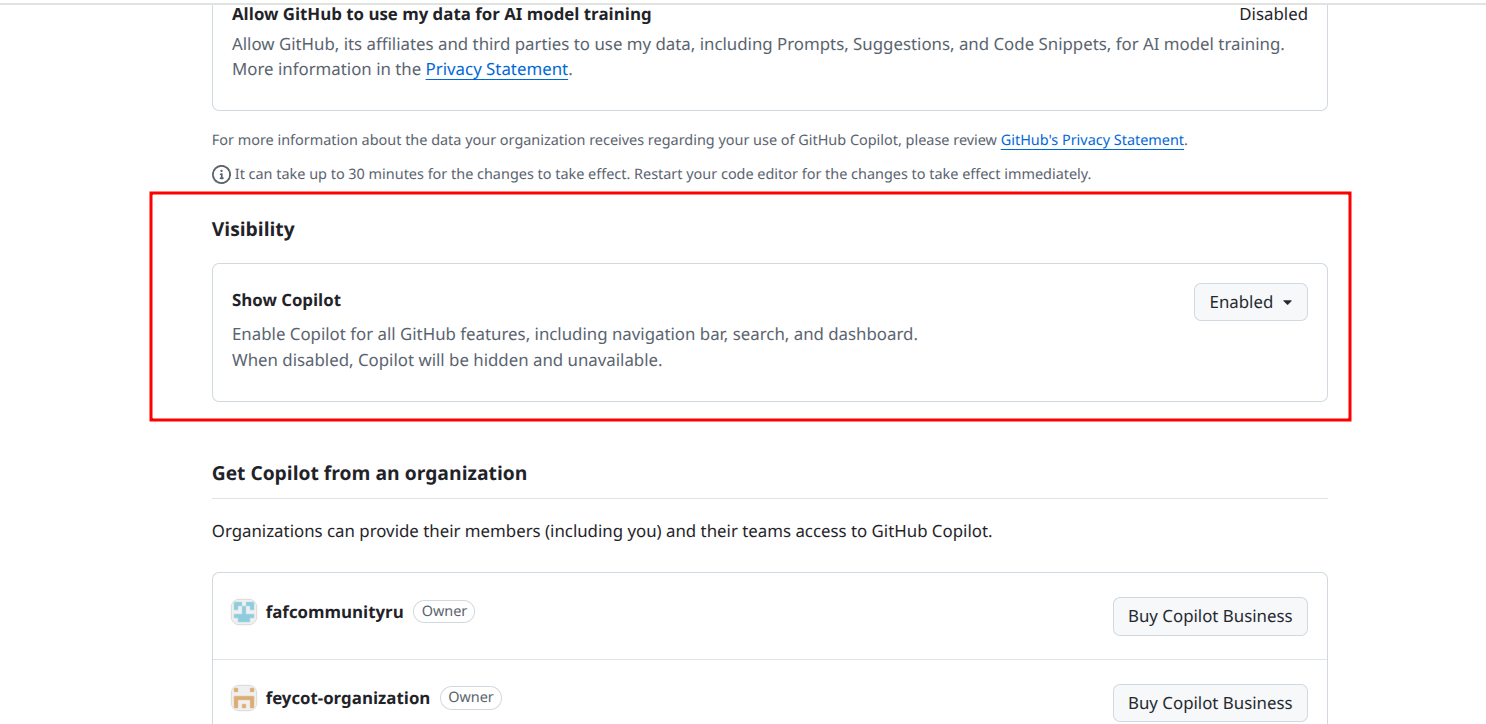 Allow GitHub to use my data for AI model training
Disabled
Allow GitHub, its affiliates and third parties to use my data, including Prompts, Suggestions, and Code Snippets, for AI model training.
More information in the Privacy Statement.
For more information about the data your organization receives regarding your use of GitHub Copilot, please review GitHub's Privacy Statement.
It can take up to 30 minutes for the changes to take effect. Restart your code editor for the changes to take effect immediately.
Visibility
Show Copilot
Enabled
Enable Copilot for all GitHub features, including navigation bar, search, and dashboard.
When disabled, Copilot will be hidden and unavailable.
Get Copilot from an organization
Organizations can provide their members (including you) and their teams access to GitHub Copilot.
fafcommunityru Owner
Buy Copilot Business
feycot-organization Owner
Buy Copilot Business